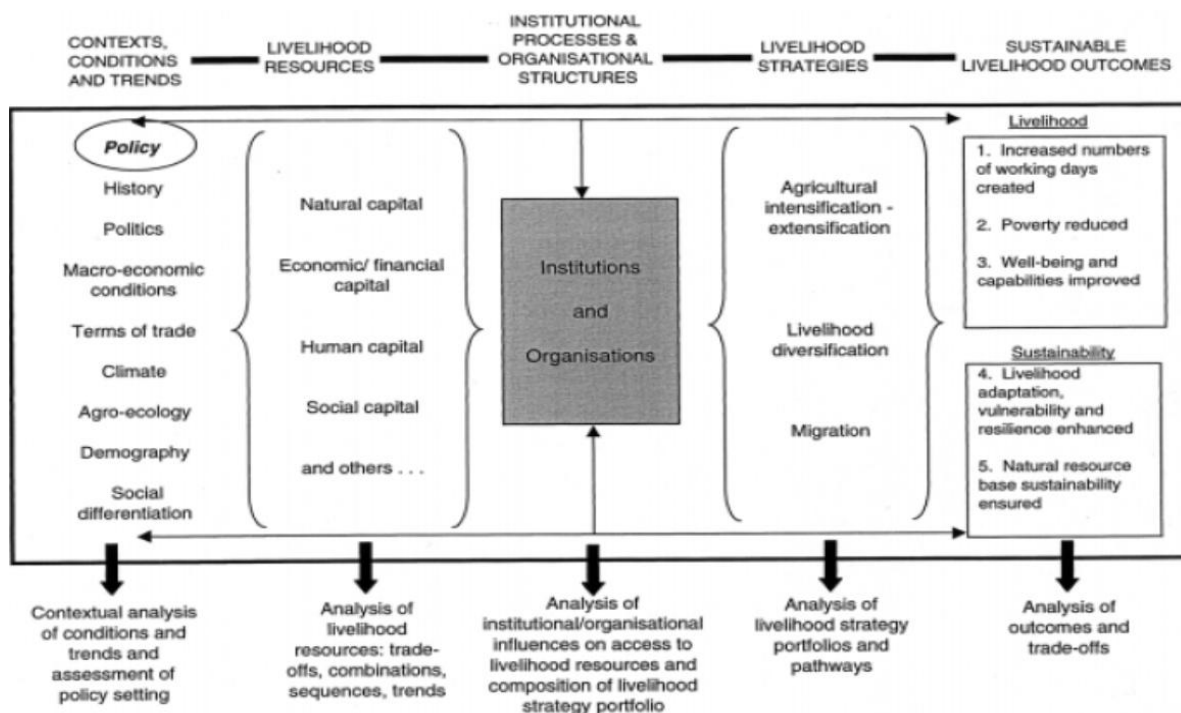 CONTEXTS,
CONDITIONS
AND TRENDS
LIVELIHOOD
RESOURCES
INSTITUTIONAL
PROCESSES &
ORGANISATIONAL
STRUCTURES
LIVELIHOOD
STRATEGIES
SUSTAINABLE
LIVELIHOOD OUTCOMES
Policy
History
Politics
Macro-economic
conditions
Terms of trade
Climate
Agro-ecology
Demography
Social
differentiation
Natural capital
Economic/ financial
capital
Human capital
Social capital
and others . . .
Institutions
and
Organisations
Agricultural
intensification -
extensification
Livelihood
diversification
Migration
Livelihood
1. Increased numbers
of working days
created
2. Poverty reduced
3. Well-being and
capabilities improved
Sustainability
4. Livelihood
adaptation,
vulnerability and
resilience enhanced
5. Natural resource
base sustainability
ensured
Contextual analysis
of conditions and
trends and
assessment of
policy setting
Analysis of
livelihood
resources: trade-
offs, combinations,
sequences, trends
Analysis of
institutional/organisational
influences on access to
livelihood resources and
composition of livelihood
strategy portfolio
Analysis of
livelihood strategy
portfolios and
pathways
Analysis of
outcomes and
trade-offs